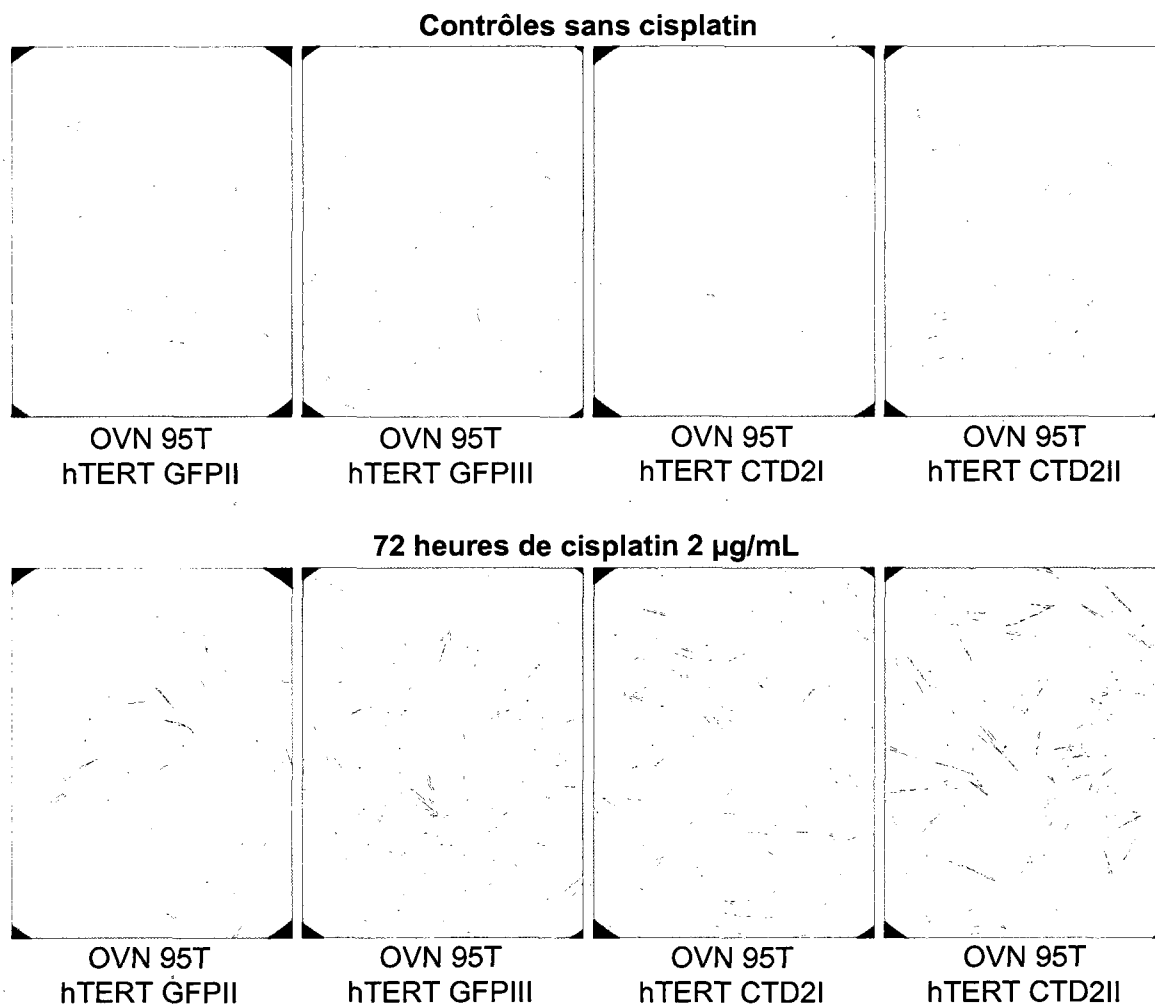 Contrôles sans cisplatin
OVN 95T
hTERT GFPII
OVN 95T
hTERT GFPIII
OVN 95T
hTERT CTD2I
OVN 95T
hTERT CTD2II
72 heures de cisplatin 2 µg/mL
OVN 95T
hTERT GFPII
OVN 95T
hTERT GFPIII
OVN 95T
hTERT CTD2I
OVN 95T
hTERT CTD2II